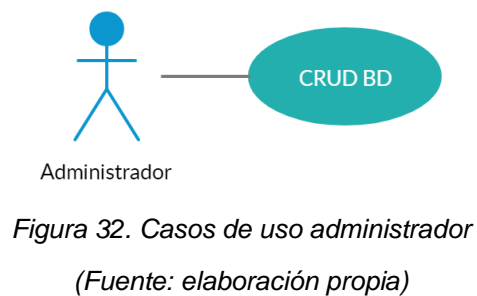 CRUD BD
Administrador
Figura 32. Casos de uso administrador
(Fuente: elaboración propia)